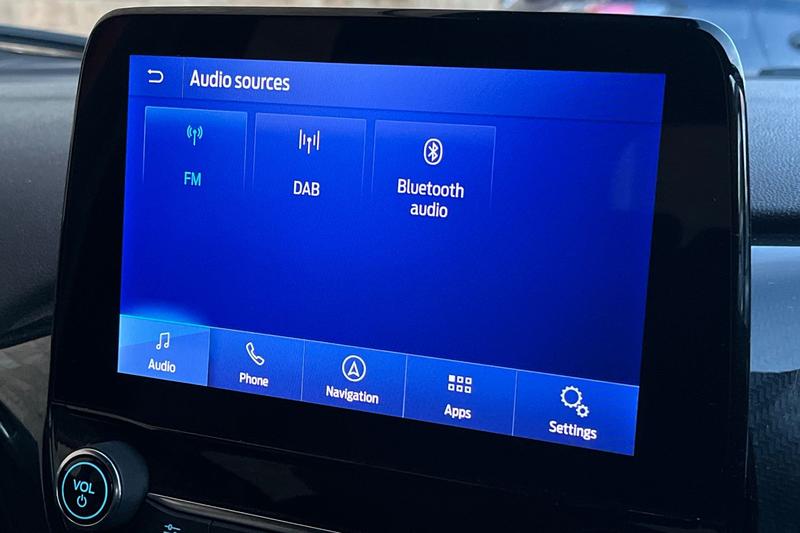 Audio sources
FM
DAB
Bluetooth
audio
Audio
Phone
Navigation
Apps
Settings
VOL